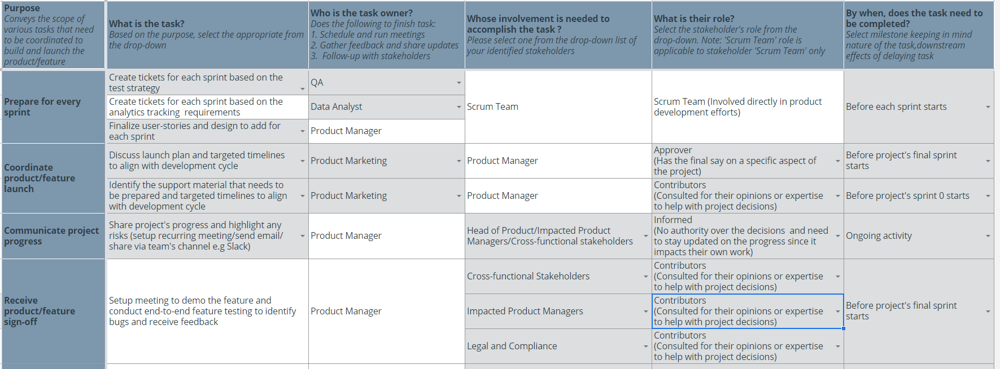 Purpose
Conveys the scope of
various tasks that need
to be coordinated to
build and launch the
product/feature
What is the task?
Based on the purpose, select the appropriate from
the drop-down
Who is the task owner?
Does the following to finish task:
1. Schedule and run meetings
2. Gather feedback and share updates
3.  Follow-up with stakeholders
Whose involvement is needed to
accomplish the task ?
Please select one from the drop-down list of
your identified stakeholders
What is their role?
Select the stakeholder's role from the
drop-down. Note: 'Scrum Team' role is
applicable to stakeholder 'Scrum Team' only
By when, does the task need to
be completed?
Select milestone keeping in mind
nature of the task,downstream
effects of delaying task
Prepare for every
sprint
Create tickets for each sprint based on the
test strategy
QA
Create tickets for each sprint based on the
analytics tracking  requirements
Data Analyst
Finalize user-stories and design to add for
each sprint
Product Manager
Scrum Team
Scrum Team (Involved directly in product
development efforts)
Before each sprint starts
Coordinate
product/feature
launch
Discuss launch plan and targeted timelines
to align with development cycle
Product Marketing
Product Manager
Approver
(Has the final say on a specific aspect of
the project)
Before project's final sprint
starts
Identify the support material that needs to
be prepared and targeted timelines to align
with development cycle
Product Marketing
Product Manager
Contributors
(Consulted for their opinions or expertise
to help with project decisions)
Before project's sprint 0 starts
Communicate project
progress
Share project's progress and highlight any
risks (setup recurring meeting/send email/
share via team's channel e.g Slack)
Product Manager
Head of Product/Impacted Product
Managers/Cross-functional stakeholders
Informed
(No authority over the decisions  and need
to stay updated on the progress since it
impacts their own work)
Ongoing activity
Receive
product/feature
sign-off
Setup meeting to demo the feature and
conduct end-to-end feature testing to identify
bugs and receive feedback
Product Manager
Cross-functional Stakeholders
Contributors
(Consulted for their opinions or expertise
to help with project decisions)
Impacted Product Managers
Contributors
(Consulted for their opinions or expertise
to help with project decisions)
Legal and Compliance
Contributors
(Consulted for their opinions or expertise
to help with project decisions)
Before project's final sprint
starts